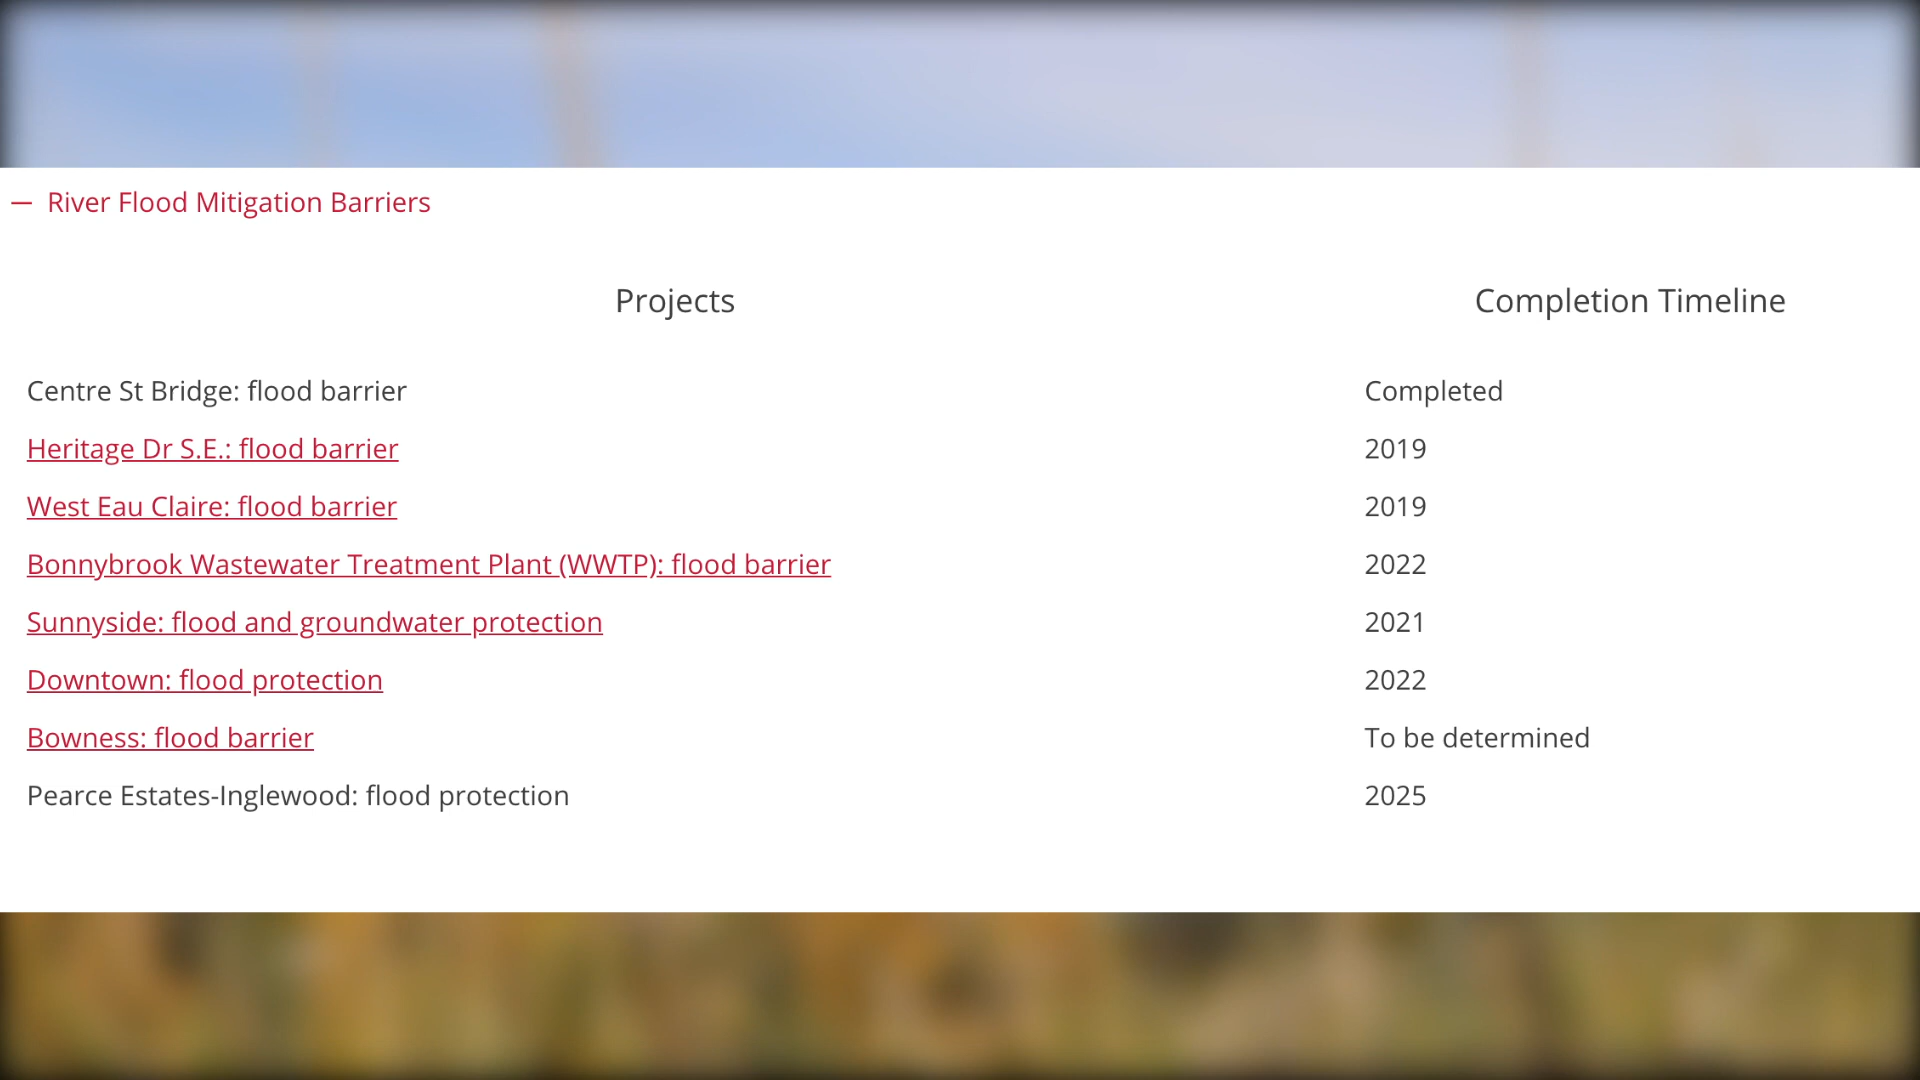 — River Flood Mitigation Barriers
Projects Completion Timeline
Centre St Bridge: flood barrier Completed
Heritage Dr S.E.: flood barrier 2019
West Eau Claire: flood barrier 2019
Bonnybrook Wastewater Treatment Plant (WWTP): flood barrier 2022
Sunnyside: flood and groundwater protection 2021
Downtown: flood protection 2022
Bowness: flood barrier To be determined
Pearce Estates-Inglewood: flood protection 2025